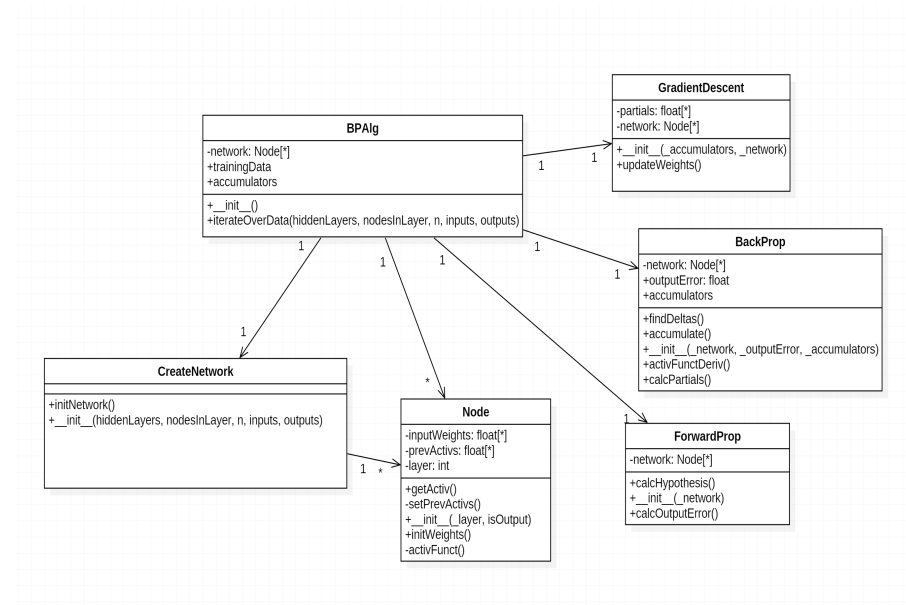 GradientDescent
-partials: float[*]
-network: Node[*]
+__init__(_accumulators, _network)
+updateWeights()
BPAlg
-network: Node[*]
+trainingData
+accumulators
+__init__()
+iterateOverData(hiddenLayers, nodesInLayer, n, inputs, outputs)
1
1
1
1
1
1
1
1
*
1
BackProp
-network: Node[*]
+outputError: float
+accumulators
+findDeltas()
+accumulate()
+__init__(_network, _outputError, _accumulators)
+activFunctDeriv()
+calcPartials()
CreateNetwork
+initNetwork()
+__init__(hiddenLayers, nodesInLayer, n, inputs, outputs)
1
*
Node
-inputWeights: float[*]
-prevActivs: float[*]
-layer: int
+getActiv()
-setPrevActivs()
+__init__(_layer, isOutput)
+initWeights()
-activFunct()
ForwardProp
-network: Node[*]
+calcHypothesis()
+__init__(_network)
+calcOutputError()